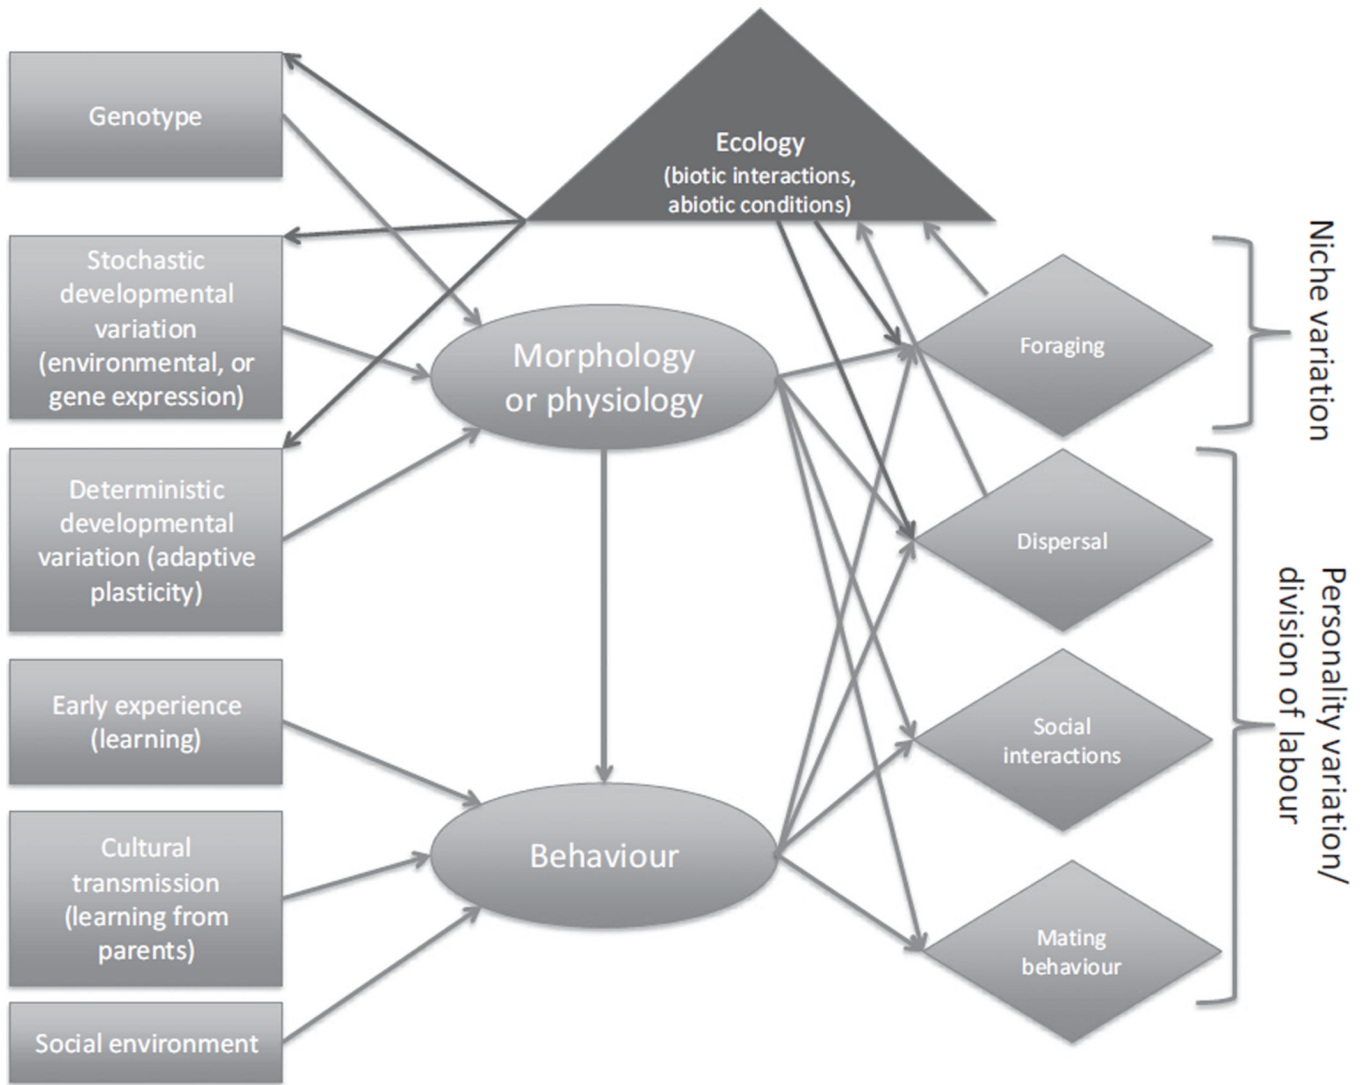 Genotype
Stochastic
developmental
variation
(environmental, or
gene expression)
Deterministic
developmental
variation (adaptive
plasticity)
Early experience
(learning)
Cultural
transmission
(learning from
parents)
Social environment
Ecology
(biotic interactions,
abiotic conditions)
Morphology
or physiology
Behaviour
Foraging
Dispersal
Social
interactions
Mating
behaviour
Niche variation
Personality variation/
division of labour